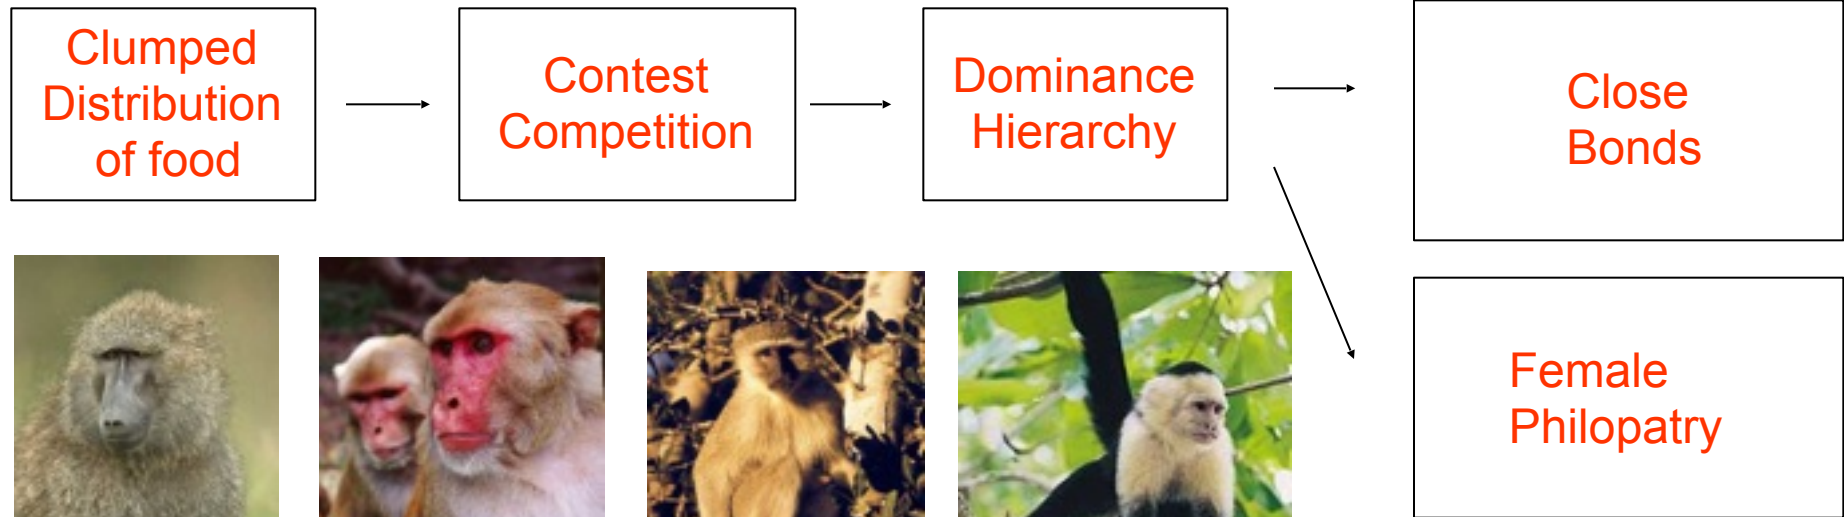 Clumped
Distribution
of food
Contest
Competition
Dominance
Hierarchy
Close
Bonds
Female
Philopatry